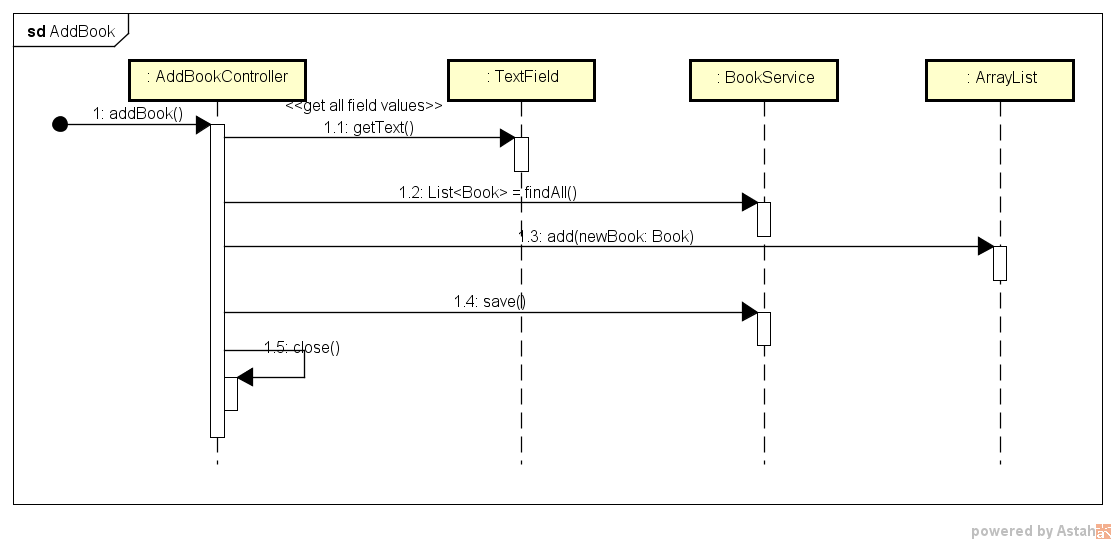 sd AddBook
: AddBookController
: TextField
: BookService
: ArrayList
<<get all field values>>
1: addBook()
1.1: getText()
1.2: List<Book> = findAll()
1.3: add(newBook: Book)
1.4: save()
1.5: close()
powered by Astah